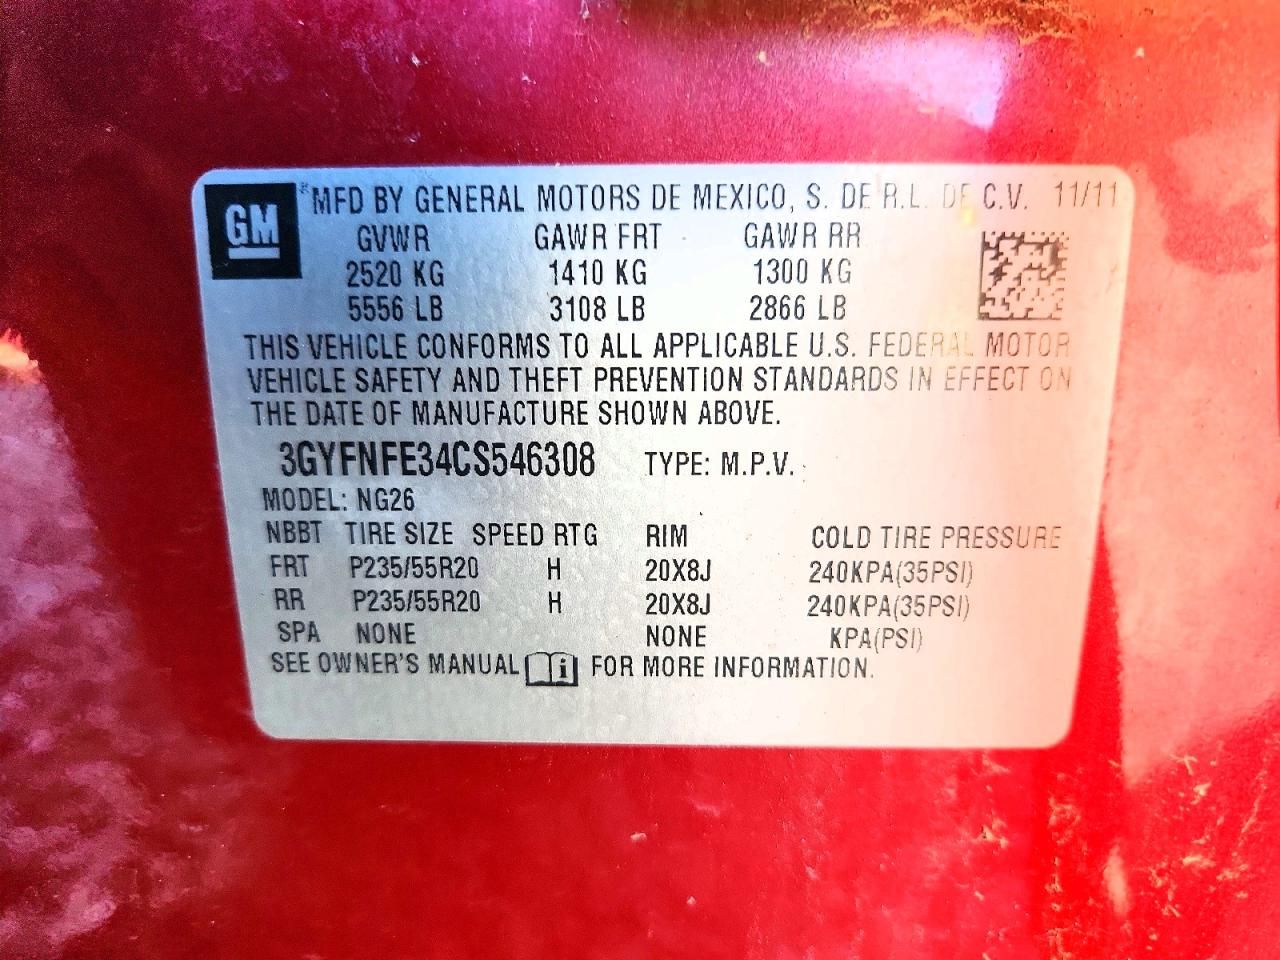 GM MFD BY GENERAL MOTORS DE MEXICO, S. DE R.L. DE C.V. 11/11
GVWR GAWR FRT GAWR RR
2520 KG 1410 KG 1300 KG
5556 LB 3108 LB 2866 LB
THIS VEHICLE CONFORMS TO ALL APPLICABLE U.S. FEDERAL MOTOR
VEHICLE SAFETY AND THEFT PREVENTION STANDARDS IN EFFECT ON
THE DATE OF MANUFACTURE SHOWN ABOVE.
3GYFNFE34CS546308 TYPE: M.P.V.
MODEL: NG26
NBBT TIRE SIZE SPEED RTG RIM COLD TIRE PRESSURE
FRT P235/55R20 H 20X8J 240KPA(35PSI)
RR P235/55R20 H 20X8J 240KPA(35PSI)
SPA NONE NONE KPA(PSI)
SEE OWNER'S MANUAL i FOR MORE INFORMATION.